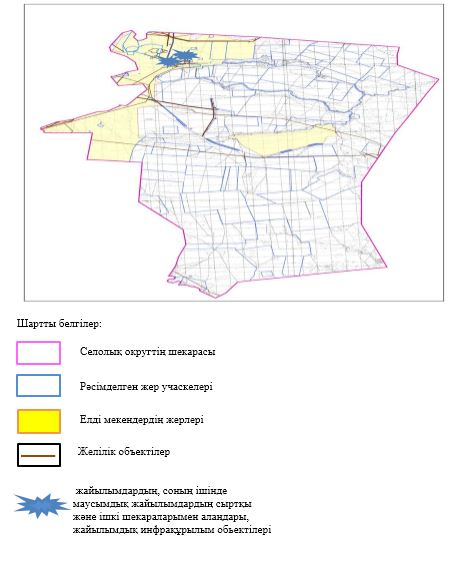 Шартты белгілер:
Селолық округтің шекарасы
Рәсімделген жер учаскелері
Елді мекендердің жерлері
Желілік объектілер
жайылымдардың, соның ішінде
маусымдық жайылымдардың сыртқы
және ішкі шекараларымен алаңдары,
жайылымдық инфрақұрылым объектілері